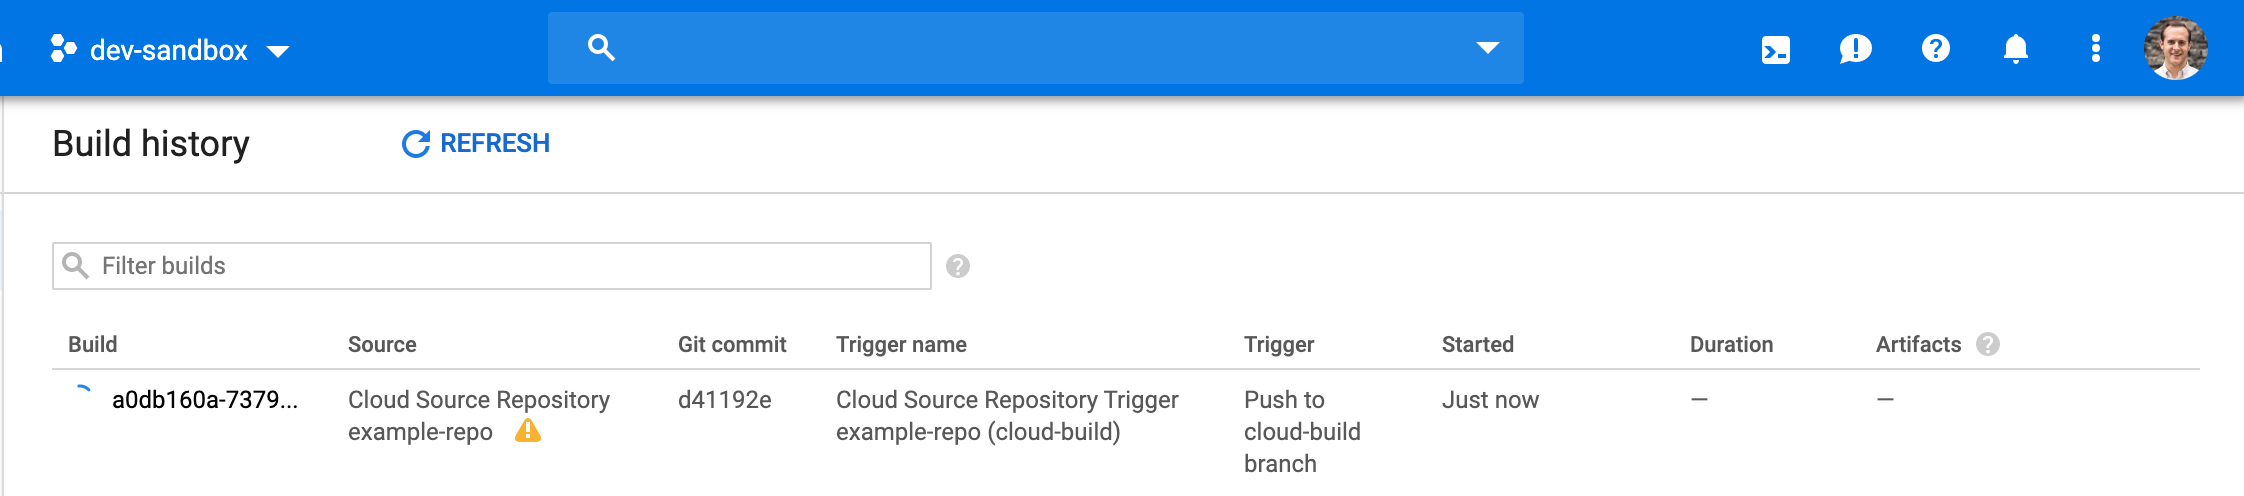 dev-sandbox
Build history
REFRESH
Filter builds
Build Source Git commit Trigger name Trigger Started Duration Artifacts
a0db160a-7379... Cloud Source Repository d41192e Cloud Source Repository Trigger Push to Just now — —
example-repo example-repo (cloud-build) cloud-build
branch